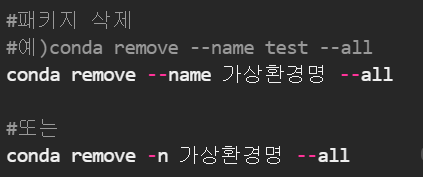 #패키지 삭제
#예)conda remove --name test --all
conda remove --name 가상환경명 --all
#또는
conda remove -n 가상환경명 --all